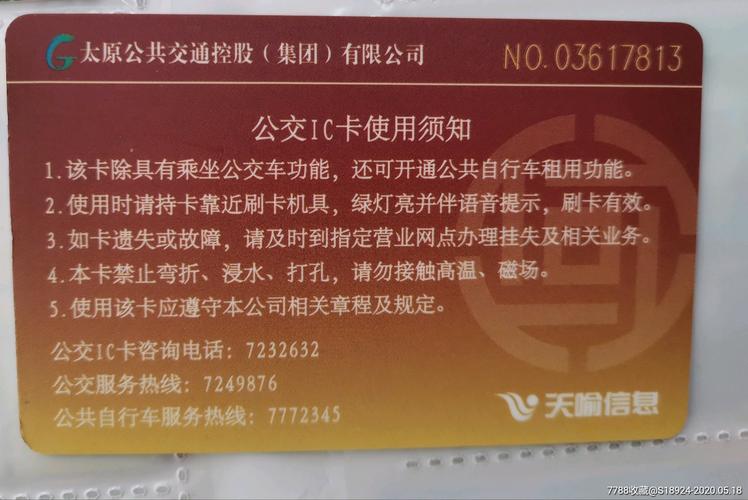 太原公共交通控股（集团）有限公司 NO.03617813
公交IC卡使用须知
1.该卡除具有乘坐公交车功能，还可开通公共自行车租用功能。
2.使用时请持卡靠近刷卡机具，绿灯亮并伴语音提示，刷卡有效。
3.如卡遗失或故障，请及时到指定营业网点办理挂失及相关业务。
4.本卡禁止弯折、浸水、打孔，请勿接触高温、磁场。
5.使用该卡应遵守本公司相关章程及规定。
公交IC卡咨询电话：7232632
公交服务热线：7249876
公共自行车服务热线：7772345
天喻信息
7788收藏@S18924-2020.05.18